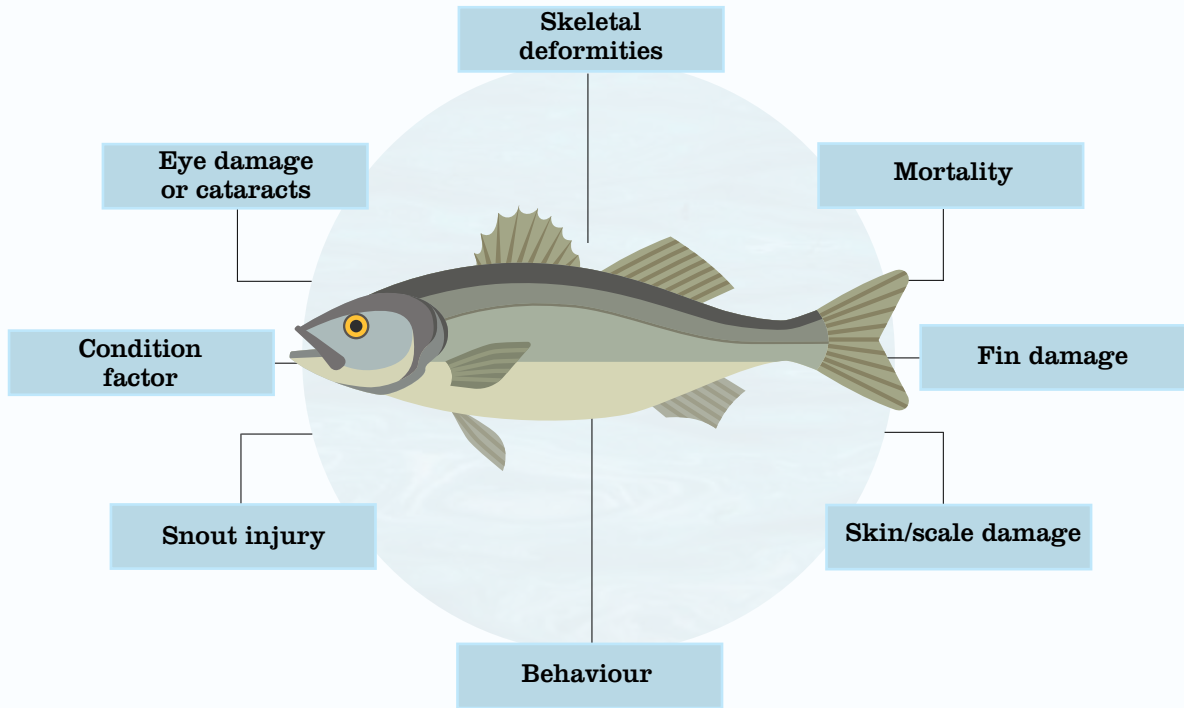 Skeletal
deformities
Eye damage
or cataracts
Mortality
Condition
factor
Fin damage
Snout injury
Skin/scale damage
Behaviour